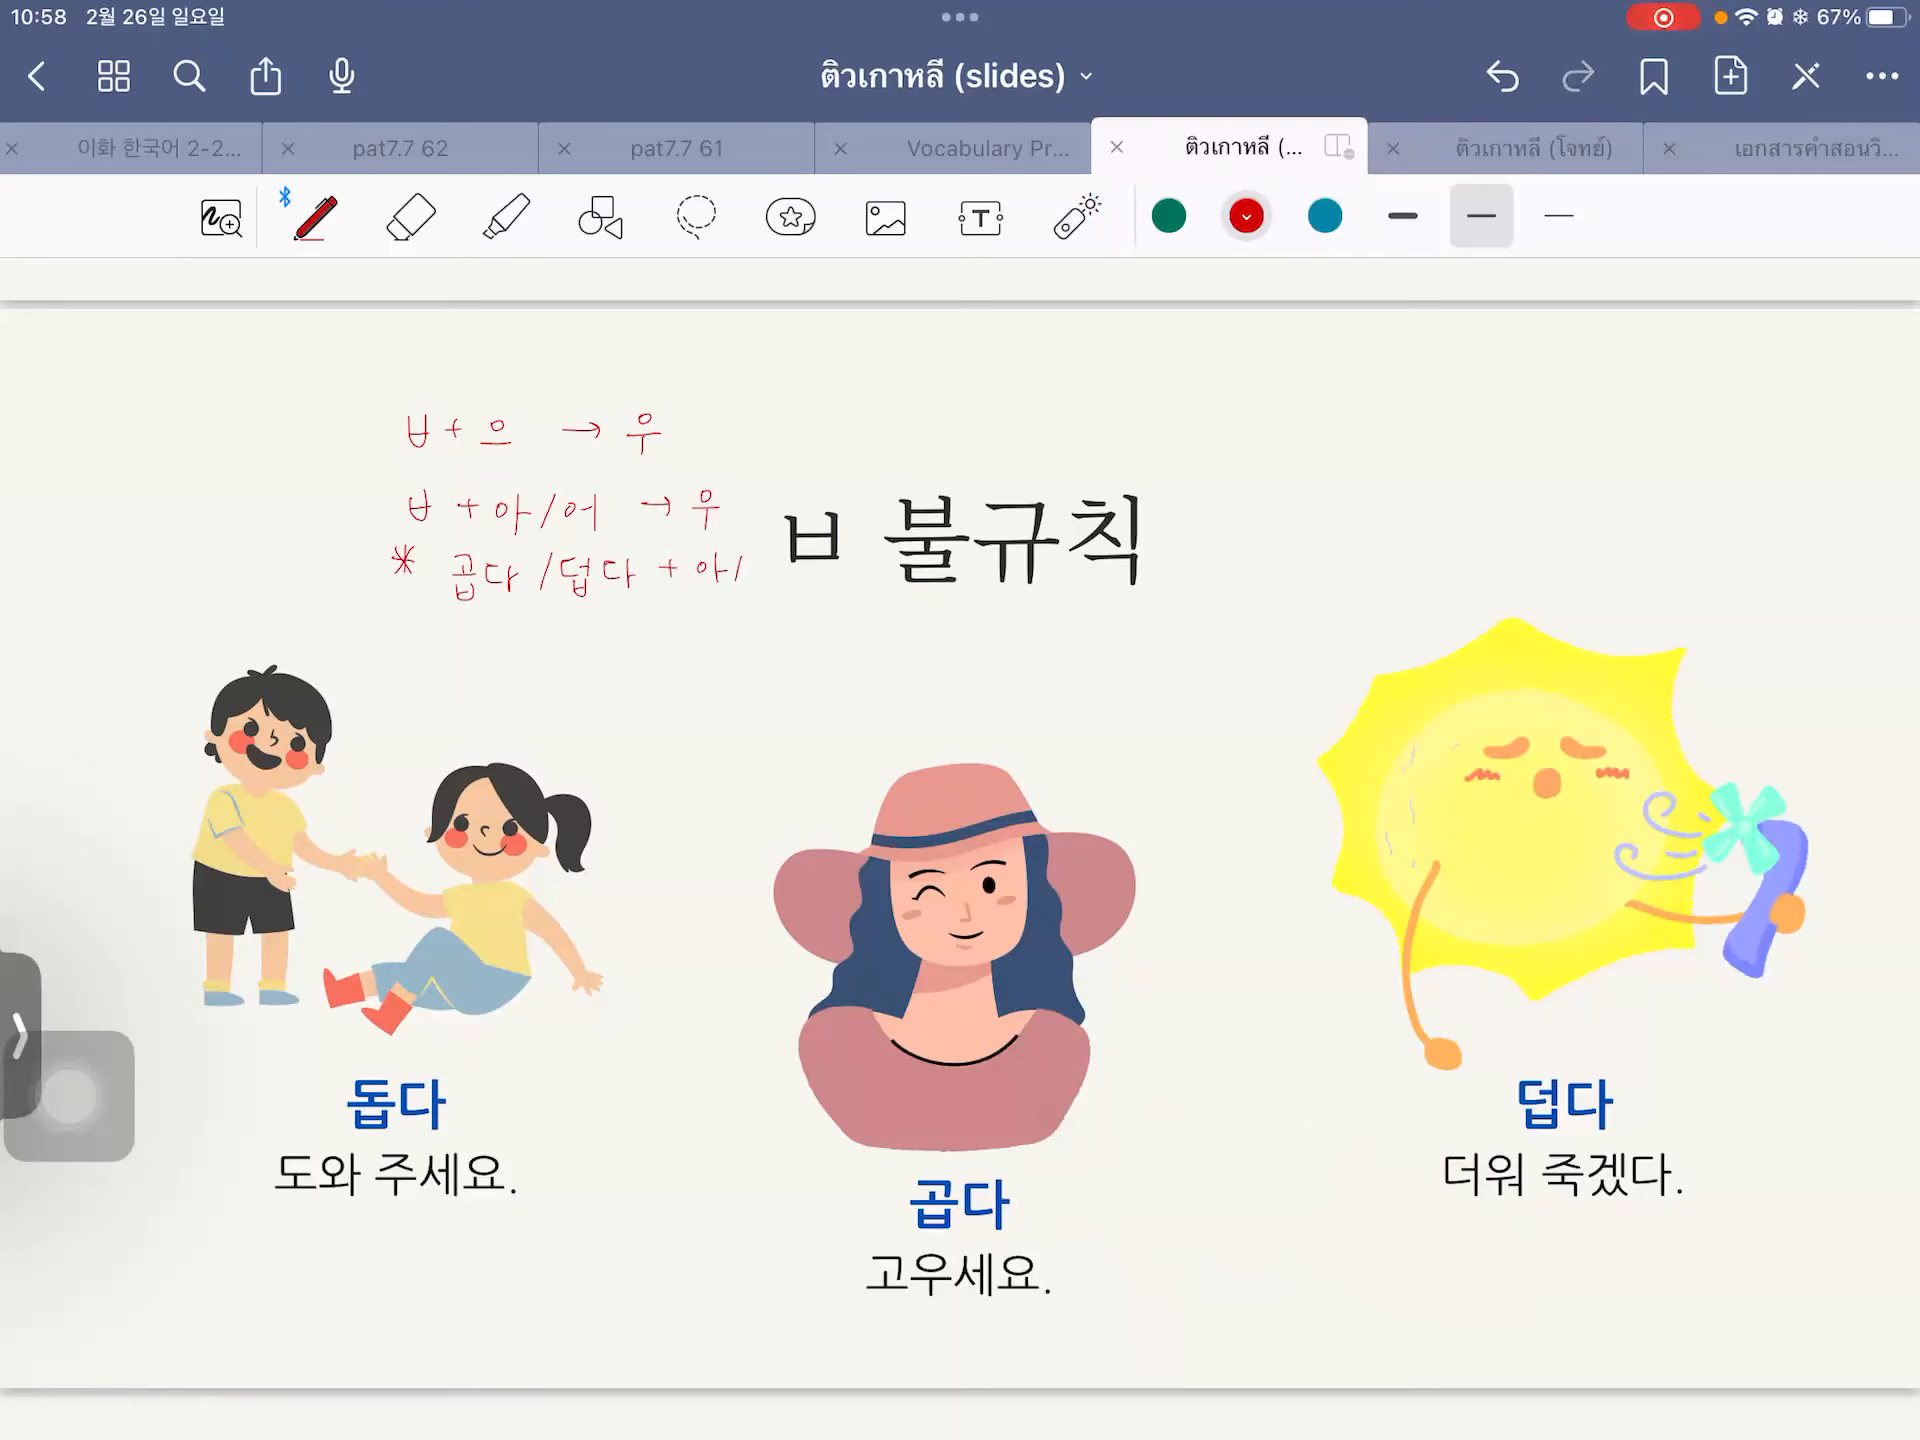 10:58 2월 26일 일요일
67%
ติวเกาหลี (slides)
이화 한국어 2-2...
pat7.7 62
pat7.7 61
Vocabulary Pr...
ติวเกาหลี (...
ติวเกาหลี (โจทย์)
เอกสารคำสอนวิ...
ㅂ + 으 → 우
ㅂ + 아/어 → 우
* 곱다 / 덥다 + 아/
ㅂ 불규칙
돕다
도와 주세요.
곱다
고우세요.
덥다
더워 죽겠다.